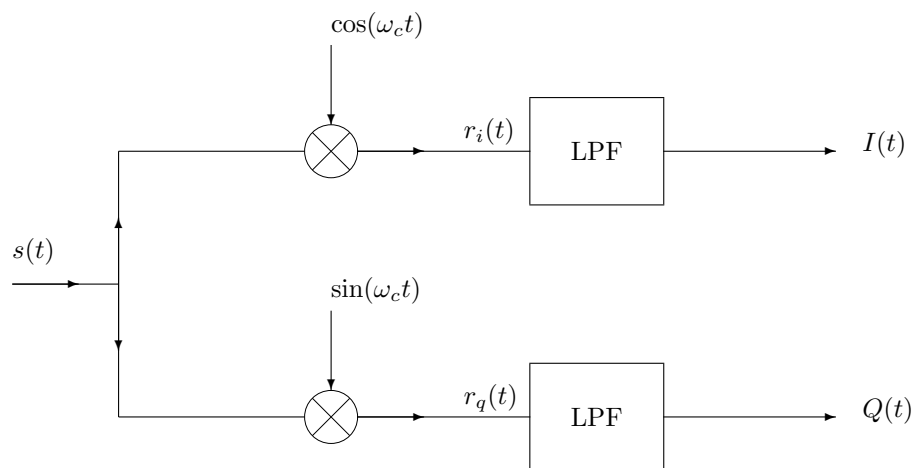 cos(ω_c t)
r_i(t)
LPF
I(t)
s(t)
sin(ω_c t)
r_q(t)
LPF
Q(t)